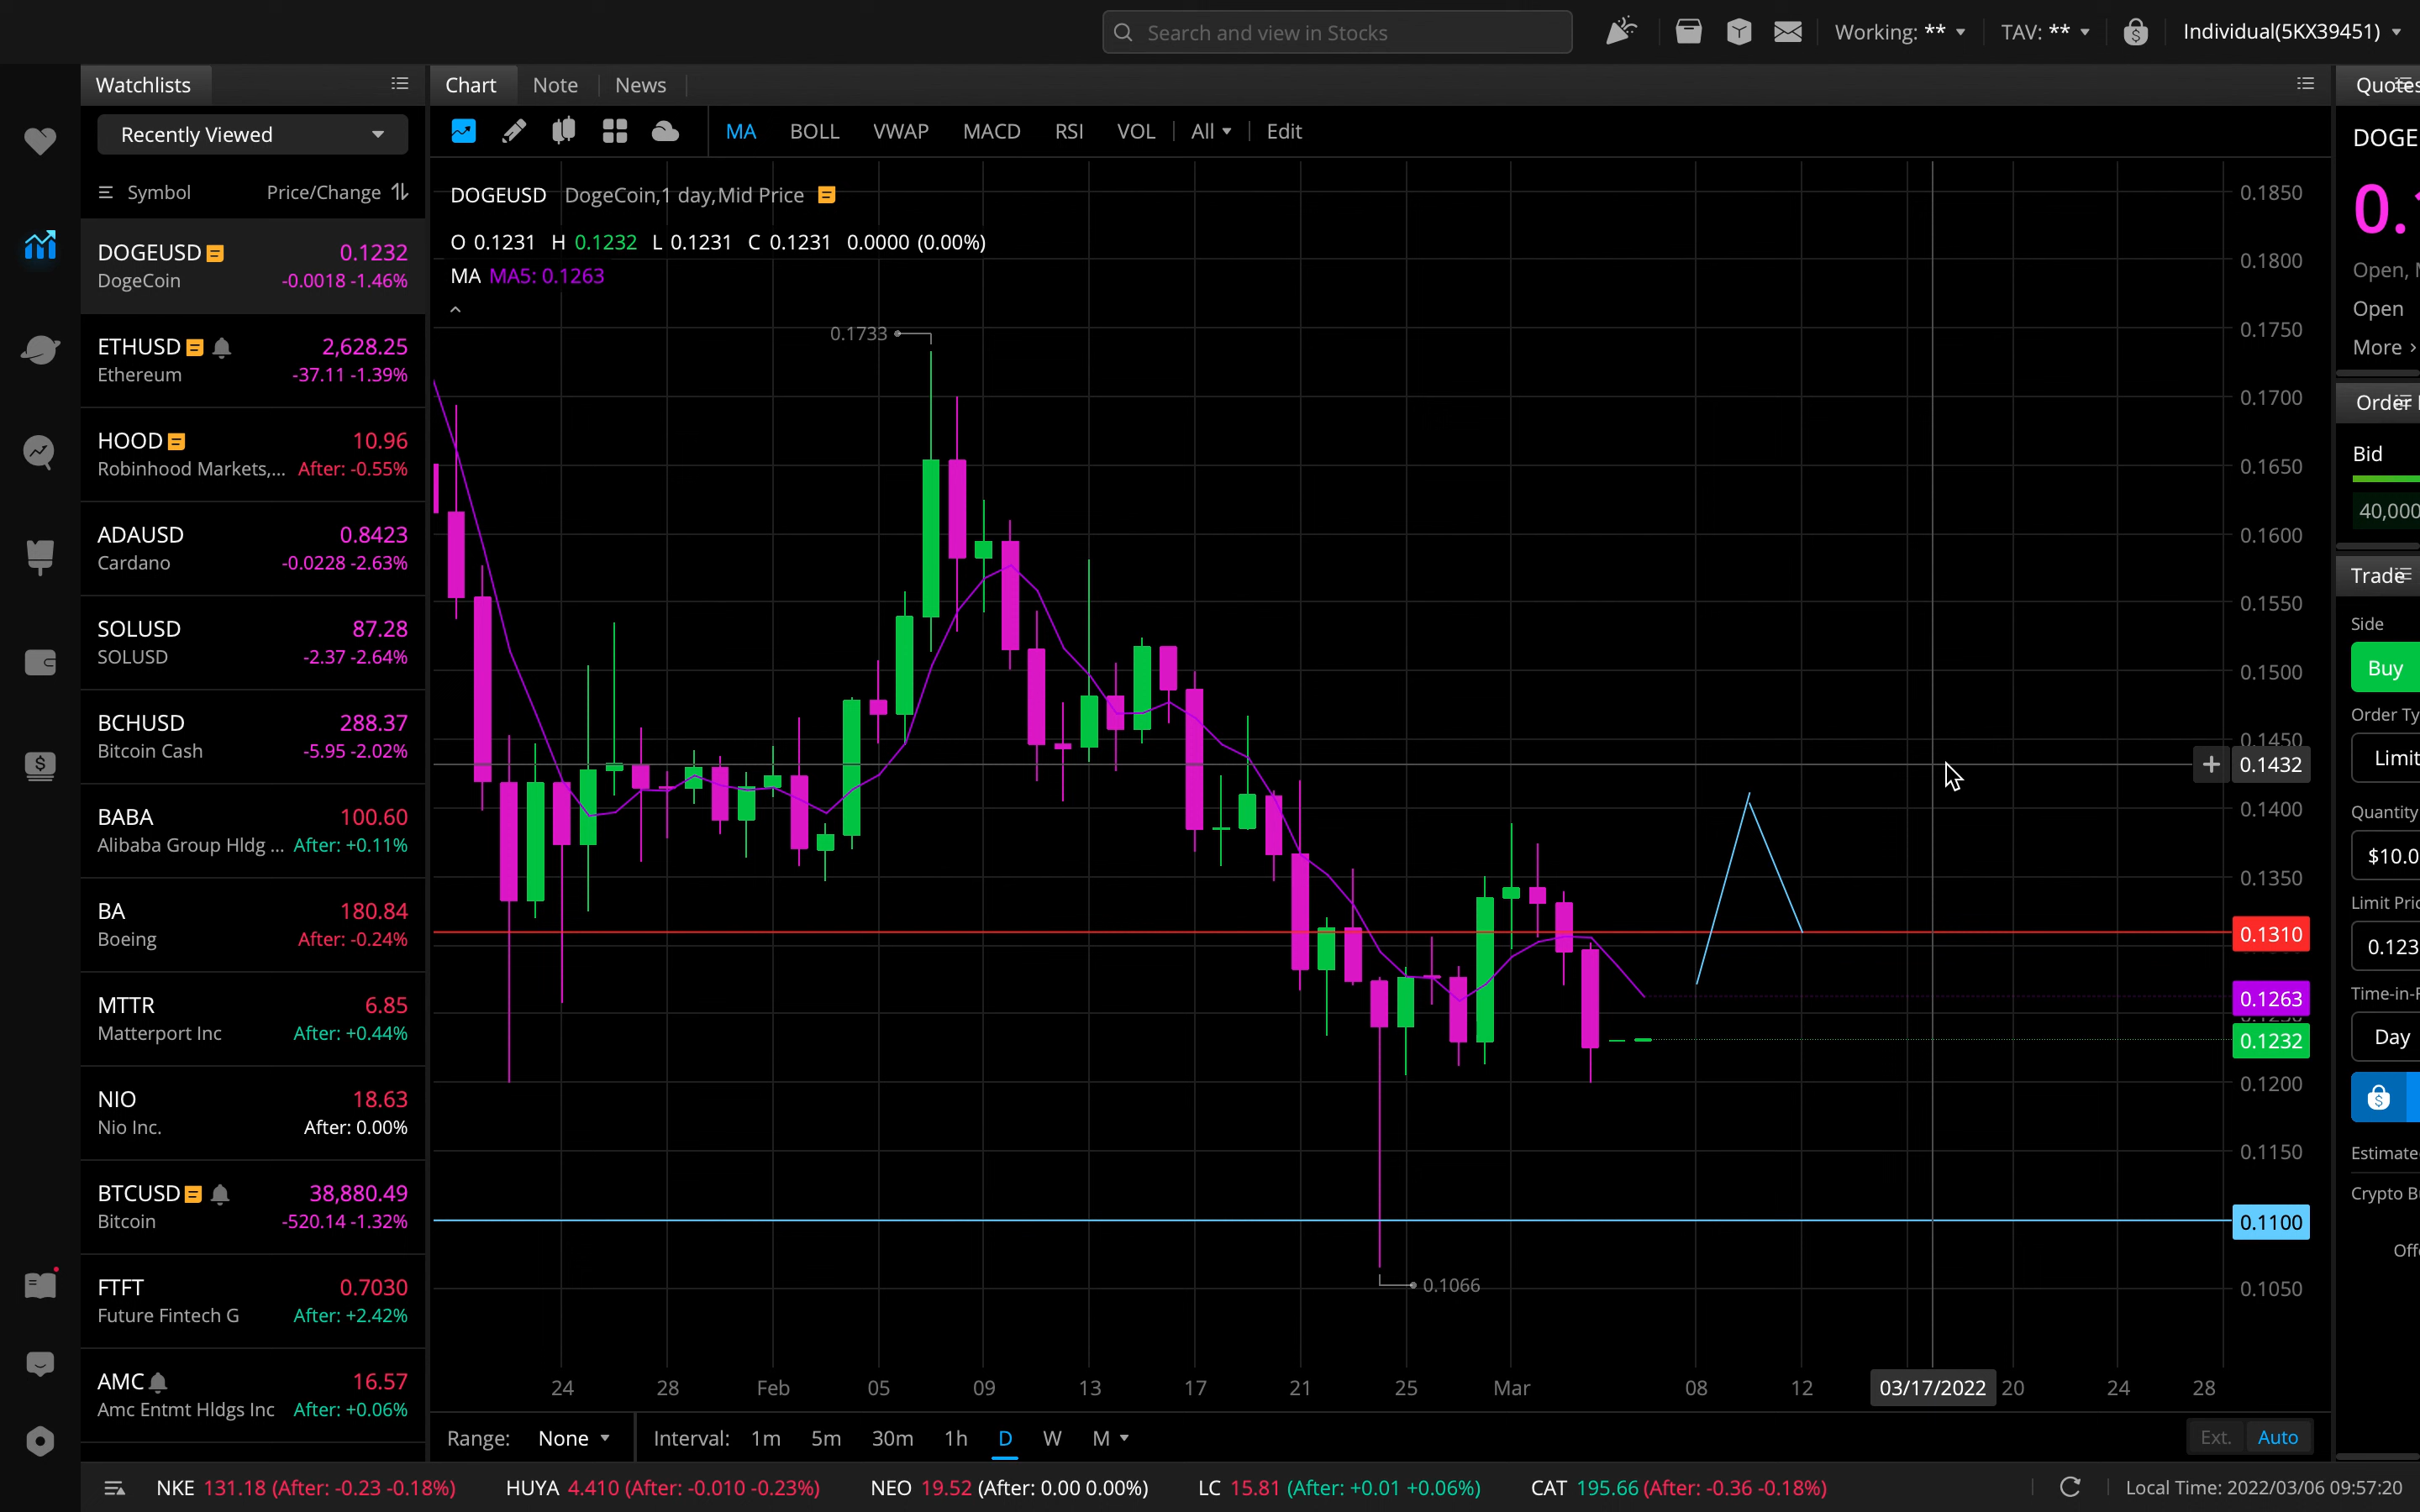 Search and view in Stocks
Working: **
TAV: **
Individual(5KX39451)
Watchlists
Recently Viewed
Symbol Price/Change
DOGEUSD 0.1232
DogeCoin -0.0018 -1.46%
ETHUSD 2,628.25
Ethereum -37.11 -1.39%
HOOD 10.96
Robinhood Markets,... After: -0.55%
ADAUSD 0.8423
Cardano -0.0228 -2.63%
SOLUSD 87.28
SOLUSD -2.37 -2.64%
BCHUSD 288.37
Bitcoin Cash -5.95 -2.02%
BABA 100.60
Alibaba Group Hldg ... After: +0.11%
BA 180.84
Boeing After: -0.24%
MTTR 6.85
Matterport Inc After: +0.44%
NIO 18.63
Nio Inc. After: 0.00%
BTCUSD 38,880.49
Bitcoin -520.14 -1.32%
FTFT 0.7030
Future Fintech G After: +2.42%
AMC 16.57
Amc Entmt Hldgs Inc After: +0.06%
Chart Note News
MA BOLL VWAP MACD RSI VOL All Edit
DOGEUSD DogeCoin,1 day,Mid Price
O 0.1231 H 0.1232 L 0.1231 C 0.1231 0.0000 (0.00%)
MA MA5: 0.1263
0.1733
0.1066
0.1850
0.1800
0.1750
0.1700
0.1650
0.1600
0.1550
0.1500
0.1450
0.1432
0.1400
0.1350
0.1310
0.1263
0.1232
0.1200
0.1150
0.1100
0.1050
24 28 Feb 05 09 13 17 21 25 Mar 08 12 03/17/2022 20 24 28
Range: None Interval: 1m 5m 30m 1h D W M
Ext. Auto
Quotes
DOGE
0.
Open,
Open
More
Order
Bid
40,000
Trade
Side
Buy
Order Ty
Limit
Quantity
$10.0
Limit Pric
0.123
Time-in-F
Day
Estimate
Crypto B
Off
NKE 131.18 (After: -0.23 -0.18%) HUYA 4.410 (After: -0.010 -0.23%) NEO 19.52 (After: 0.00 0.00%) LC 15.81 (After: +0.01 +0.06%) CAT 195.66 (After: -0.36 -0.18%)
Local Time: 2022/03/06 09:57:20